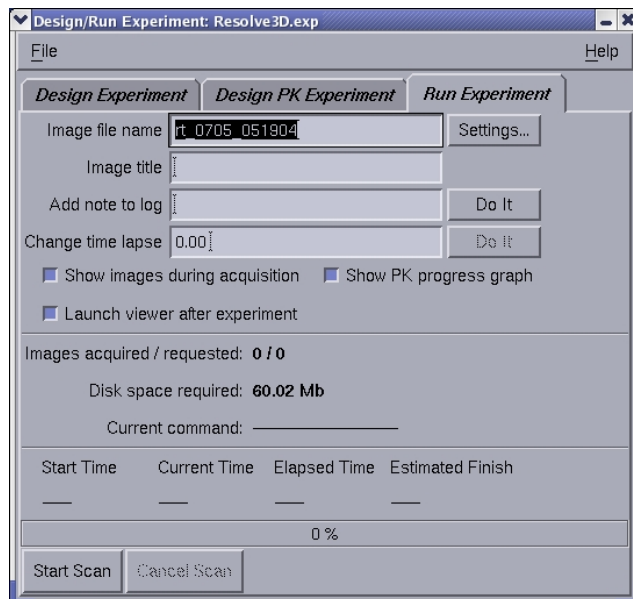 Design/Run Experiment: Resolve3D.exp
File Help
Design Experiment Design PK Experiment Run Experiment
Image file name rt_0705_051904 Settings...
Image title
Add note to log Do It
Change time lapse 0.00 Do It
Show images during acquisition Show PK progress graph
Launch viewer after experiment
Images acquired / requested: 0 / 0
Disk space required: 60.02 Mb
Current command:
Start Time Current Time Elapsed Time Estimated Finish
0 %
Start Scan Cancel Scan